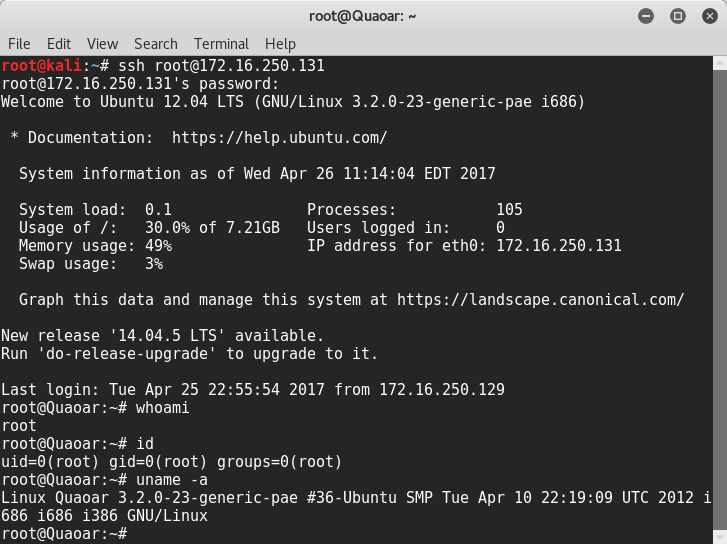 root@Quaoar: ~
File Edit View Search Terminal Help
root@kali:~# ssh root@172.16.250.131
root@172.16.250.131's password:
Welcome to Ubuntu 12.04 LTS (GNU/Linux 3.2.0-23-generic-pae i686)
* Documentation:  https://help.ubuntu.com/
System information as of Wed Apr 26 11:14:04 EDT 2017
System load:  0.1               Processes:           105
Usage of /:   30.0% of 7.21GB   Users logged in:     0
Memory usage: 49%               IP address for eth0: 172.16.250.131
Swap usage:   3%
Graph this data and manage this system at https://landscape.canonical.com/
New release '14.04.5 LTS' available.
Run 'do-release-upgrade' to upgrade to it.
Last login: Tue Apr 25 22:55:54 2017 from 172.16.250.129
root@Quaoar:~# whoami
root
root@Quaoar:~# id
uid=0(root) gid=0(root) groups=0(root)
root@Quaoar:~# uname -a
Linux Quaoar 3.2.0-23-generic-pae #36-Ubuntu SMP Tue Apr 10 22:19:09 UTC 2012 i
686 i686 i386 GNU/Linux
root@Quaoar:~#